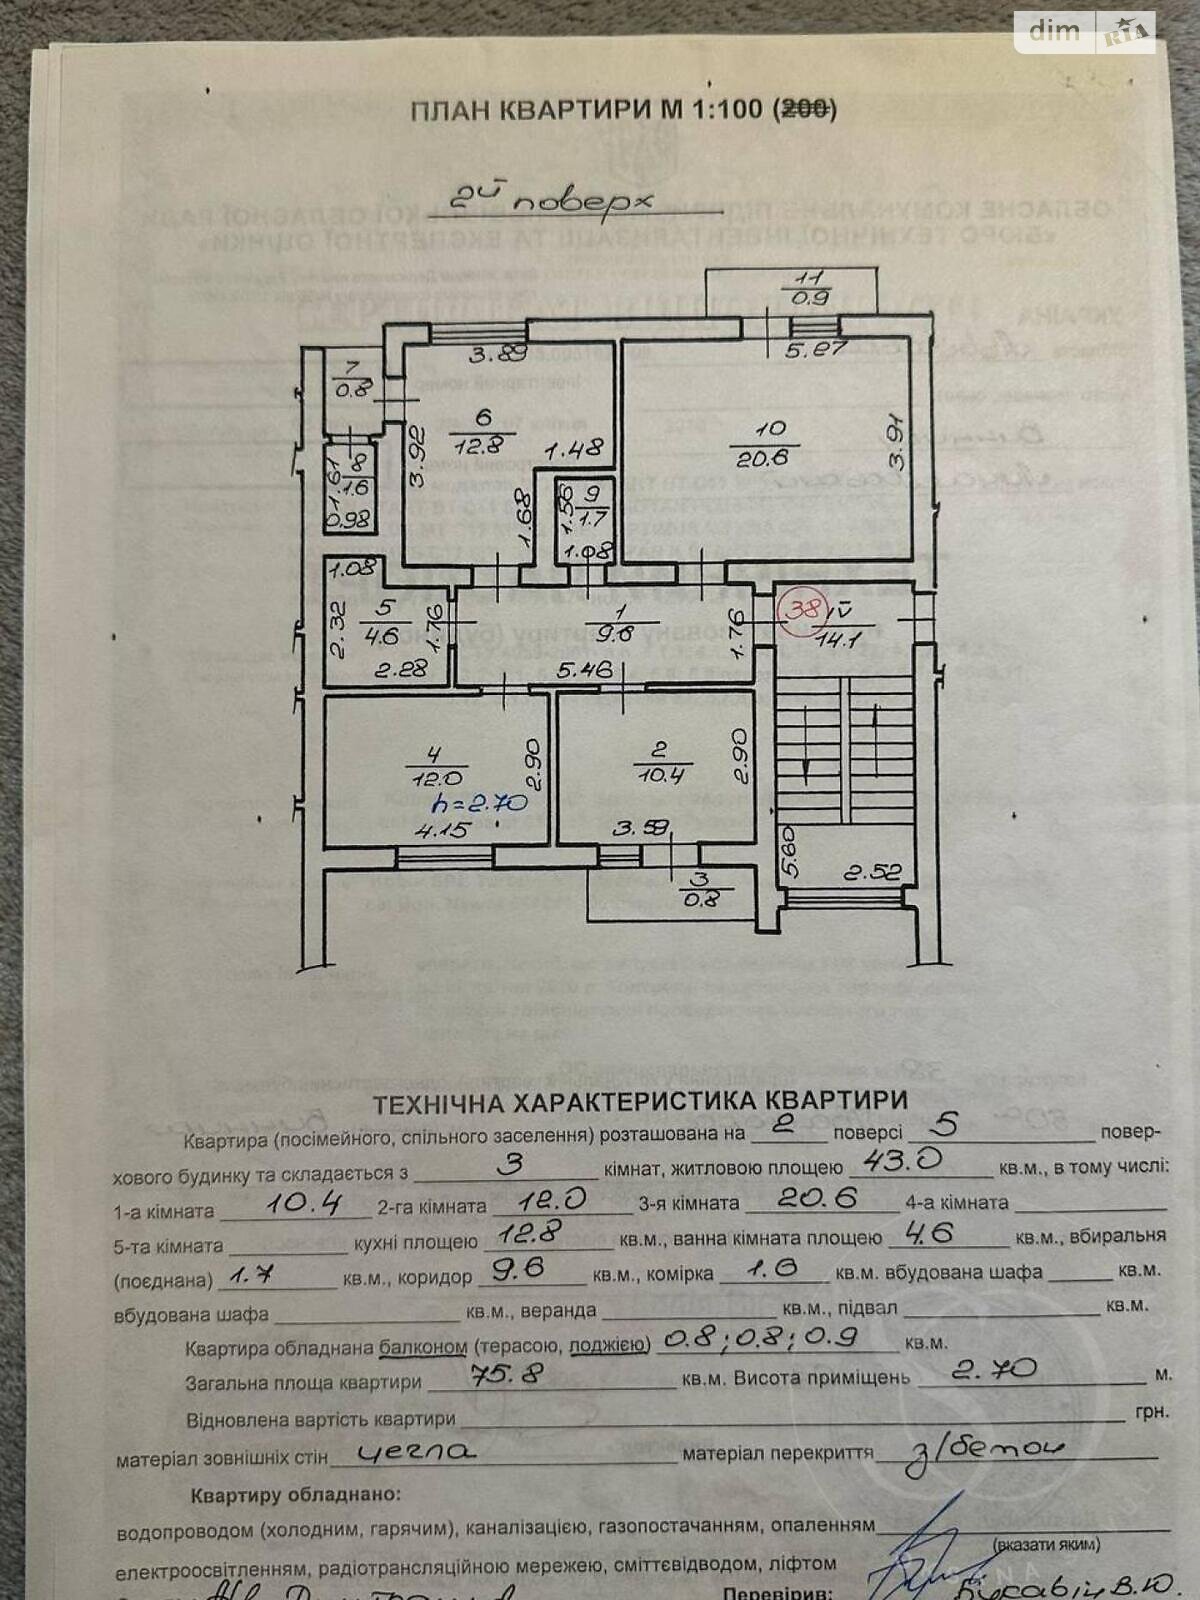 dim RIA
ПЛАН КВАРТИРИ М 1:100 (200)
2й поверх
11
0.9
3.89
5.27
7
0.8
6
12.8
3.92
1.48
10
20.6
3.91
8
1.6
1.61
0.98
1.68
9
1.7
1.56
1.08
1.08
2.32
5
4.6
2.28
1.76
1
9.6
5.46
1.76
38
IV
14.1
4
12.0
h=2.70
4.15
2.90
2
10.4
3.59
2.90
3
0.8
5.60
2.52
ТЕХНІЧНА ХАРАКТЕРИСТИКА КВАРТИРИ
Квартира (посімейного, спільного заселення) розташована на 2 поверсі 5 повер-
хового будинку та складається з 3 кімнат, житловою площею 43.0 кв.м., в тому числі:
1-а кімната 10.4 2-га кімната 12.0 3-я кімната 20.6 4-а кімната
5-та кімната кухні площею 12.8 кв.м., ванна кімната площею 4.6 кв.м., вбиральня
(поєднана) 1.7 кв.м., коридор 9.6 кв.м., комірка 1.6 кв.м. вбудована шафа кв.м.
вбудована шафа кв.м., веранда кв.м., підвал кв.м.
Квартира обладнана балконом (терасою, лоджією) 0.8; 0.8; 0.9 кв.м.
Загальна площа квартири 75.8 кв.м. Висота приміщень 2.70 м.
Відновлена вартість квартири грн.
матеріал зовнішніх стін цегла матеріал перекриття з/бетон
Квартиру обладнано:
водопроводом (холодним, гарячим), каналізацією, газопостачанням, опаленням
(вказати яким)
електроосвітленням, радіотрансляційною мережею, сміттєвідводом, ліфтом
Перевірив: